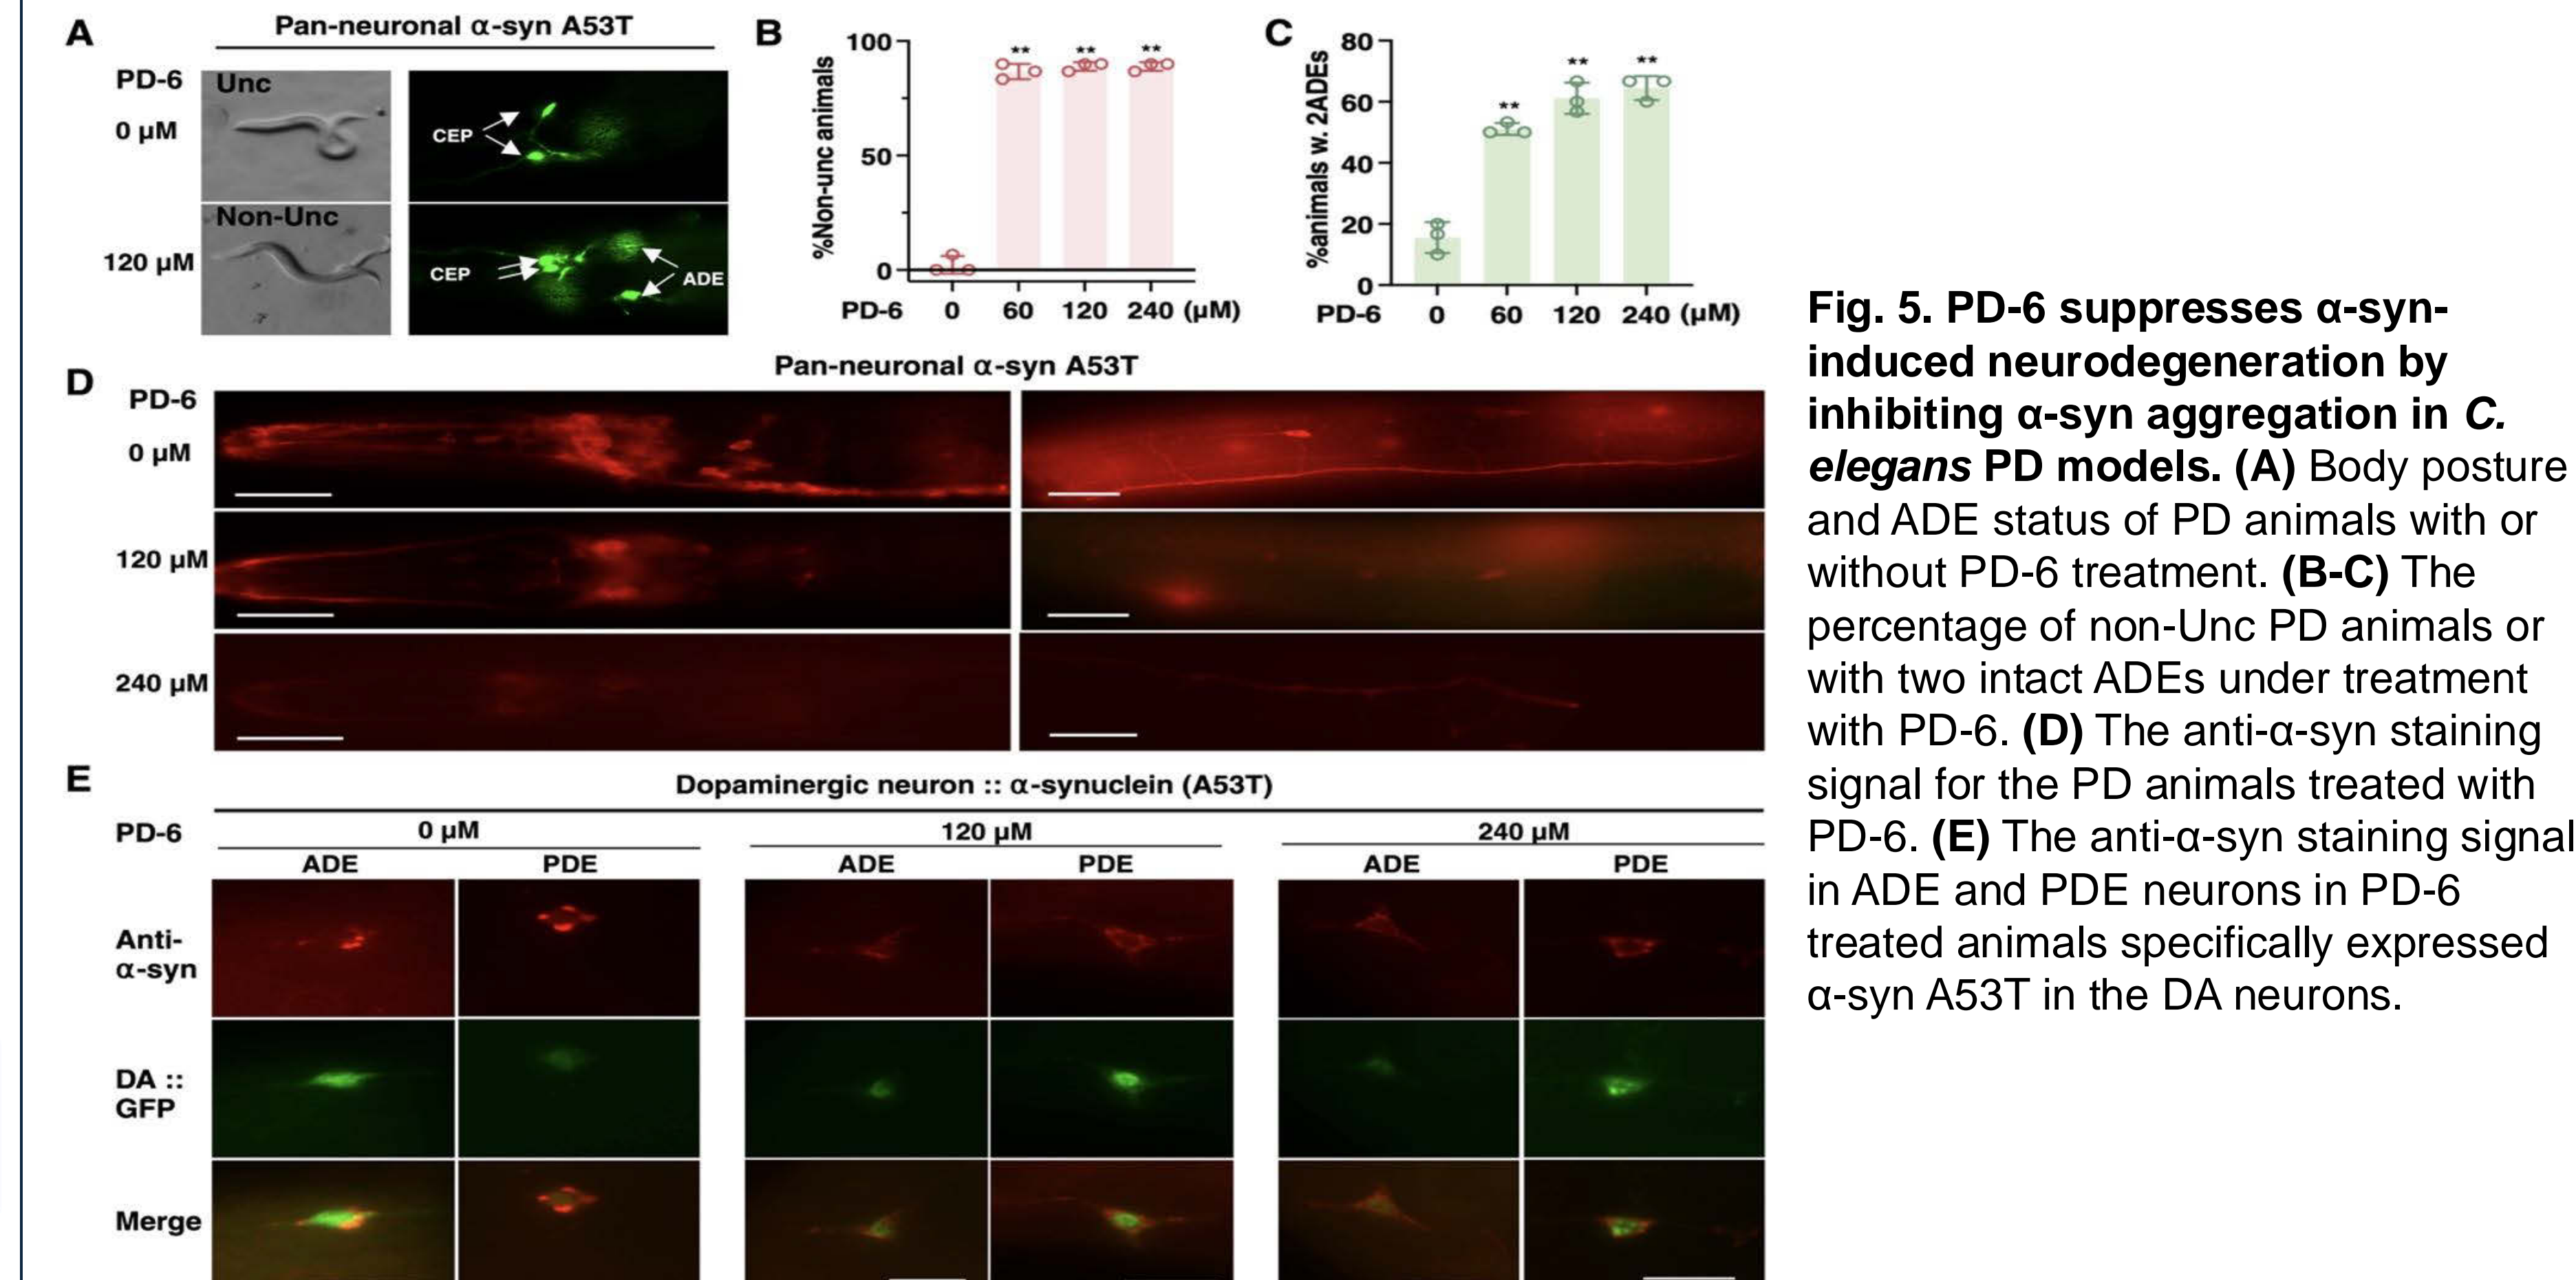 A
Pan-neuronal α-syn A53T
PD-6
0 µM
120 µM
Unc
Non-Unc
CEP
CEP
ADE
B
%Non-unc animals
100
50
0
** ** **
PD-6 0 60 120 240 (µM)
C
%animals w. 2ADEs
80
60
40
20
0
** ** **
PD-6 0 60 120 240 (µM)
D
Pan-neuronal α-syn A53T
PD-6
0 µM
120 µM
240 µM
E
Dopaminergic neuron :: α-synuclein (A53T)
PD-6 0 µM 120 µM 240 µM
ADE PDE ADE PDE ADE PDE
Anti-
α-syn
DA ::
GFP
Merge
Fig. 5. PD-6 suppresses α-syn-
induced neurodegeneration by
inhibiting α-syn aggregation in C.
elegans PD models. (A) Body posture
and ADE status of PD animals with or
without PD-6 treatment. (B-C) The
percentage of non-Unc PD animals or
with two intact ADEs under treatment
with PD-6. (D) The anti-α-syn staining
signal for the PD animals treated with
PD-6. (E) The anti-α-syn staining signal
in ADE and PDE neurons in PD-6
treated animals specifically expressed
α-syn A53T in the DA neurons.